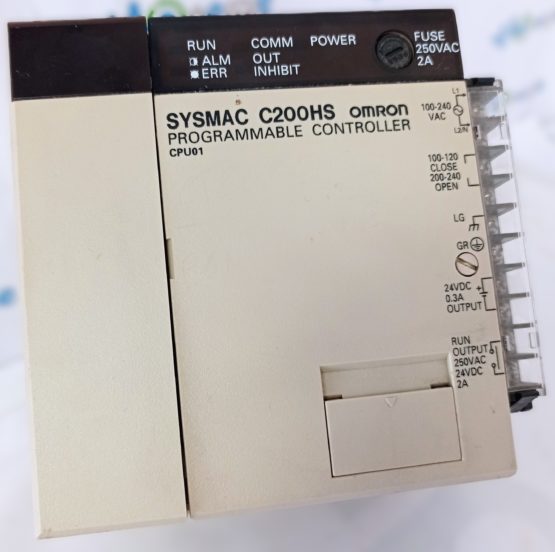 RUN COMM POWER FUSE
ALM OUT 250VAC
ERR INHIBIT 2A
SYSMAC C200HS OMRON
PROGRAMMABLE CONTROLLER
CPU01
L1
100-240
VAC
L2/N
100-120
CLOSE
200-240
OPEN
LG
GR
24VDC +
0.3A
OUTPUT
RUN
OUTPUT
250VAC
24VDC
2A